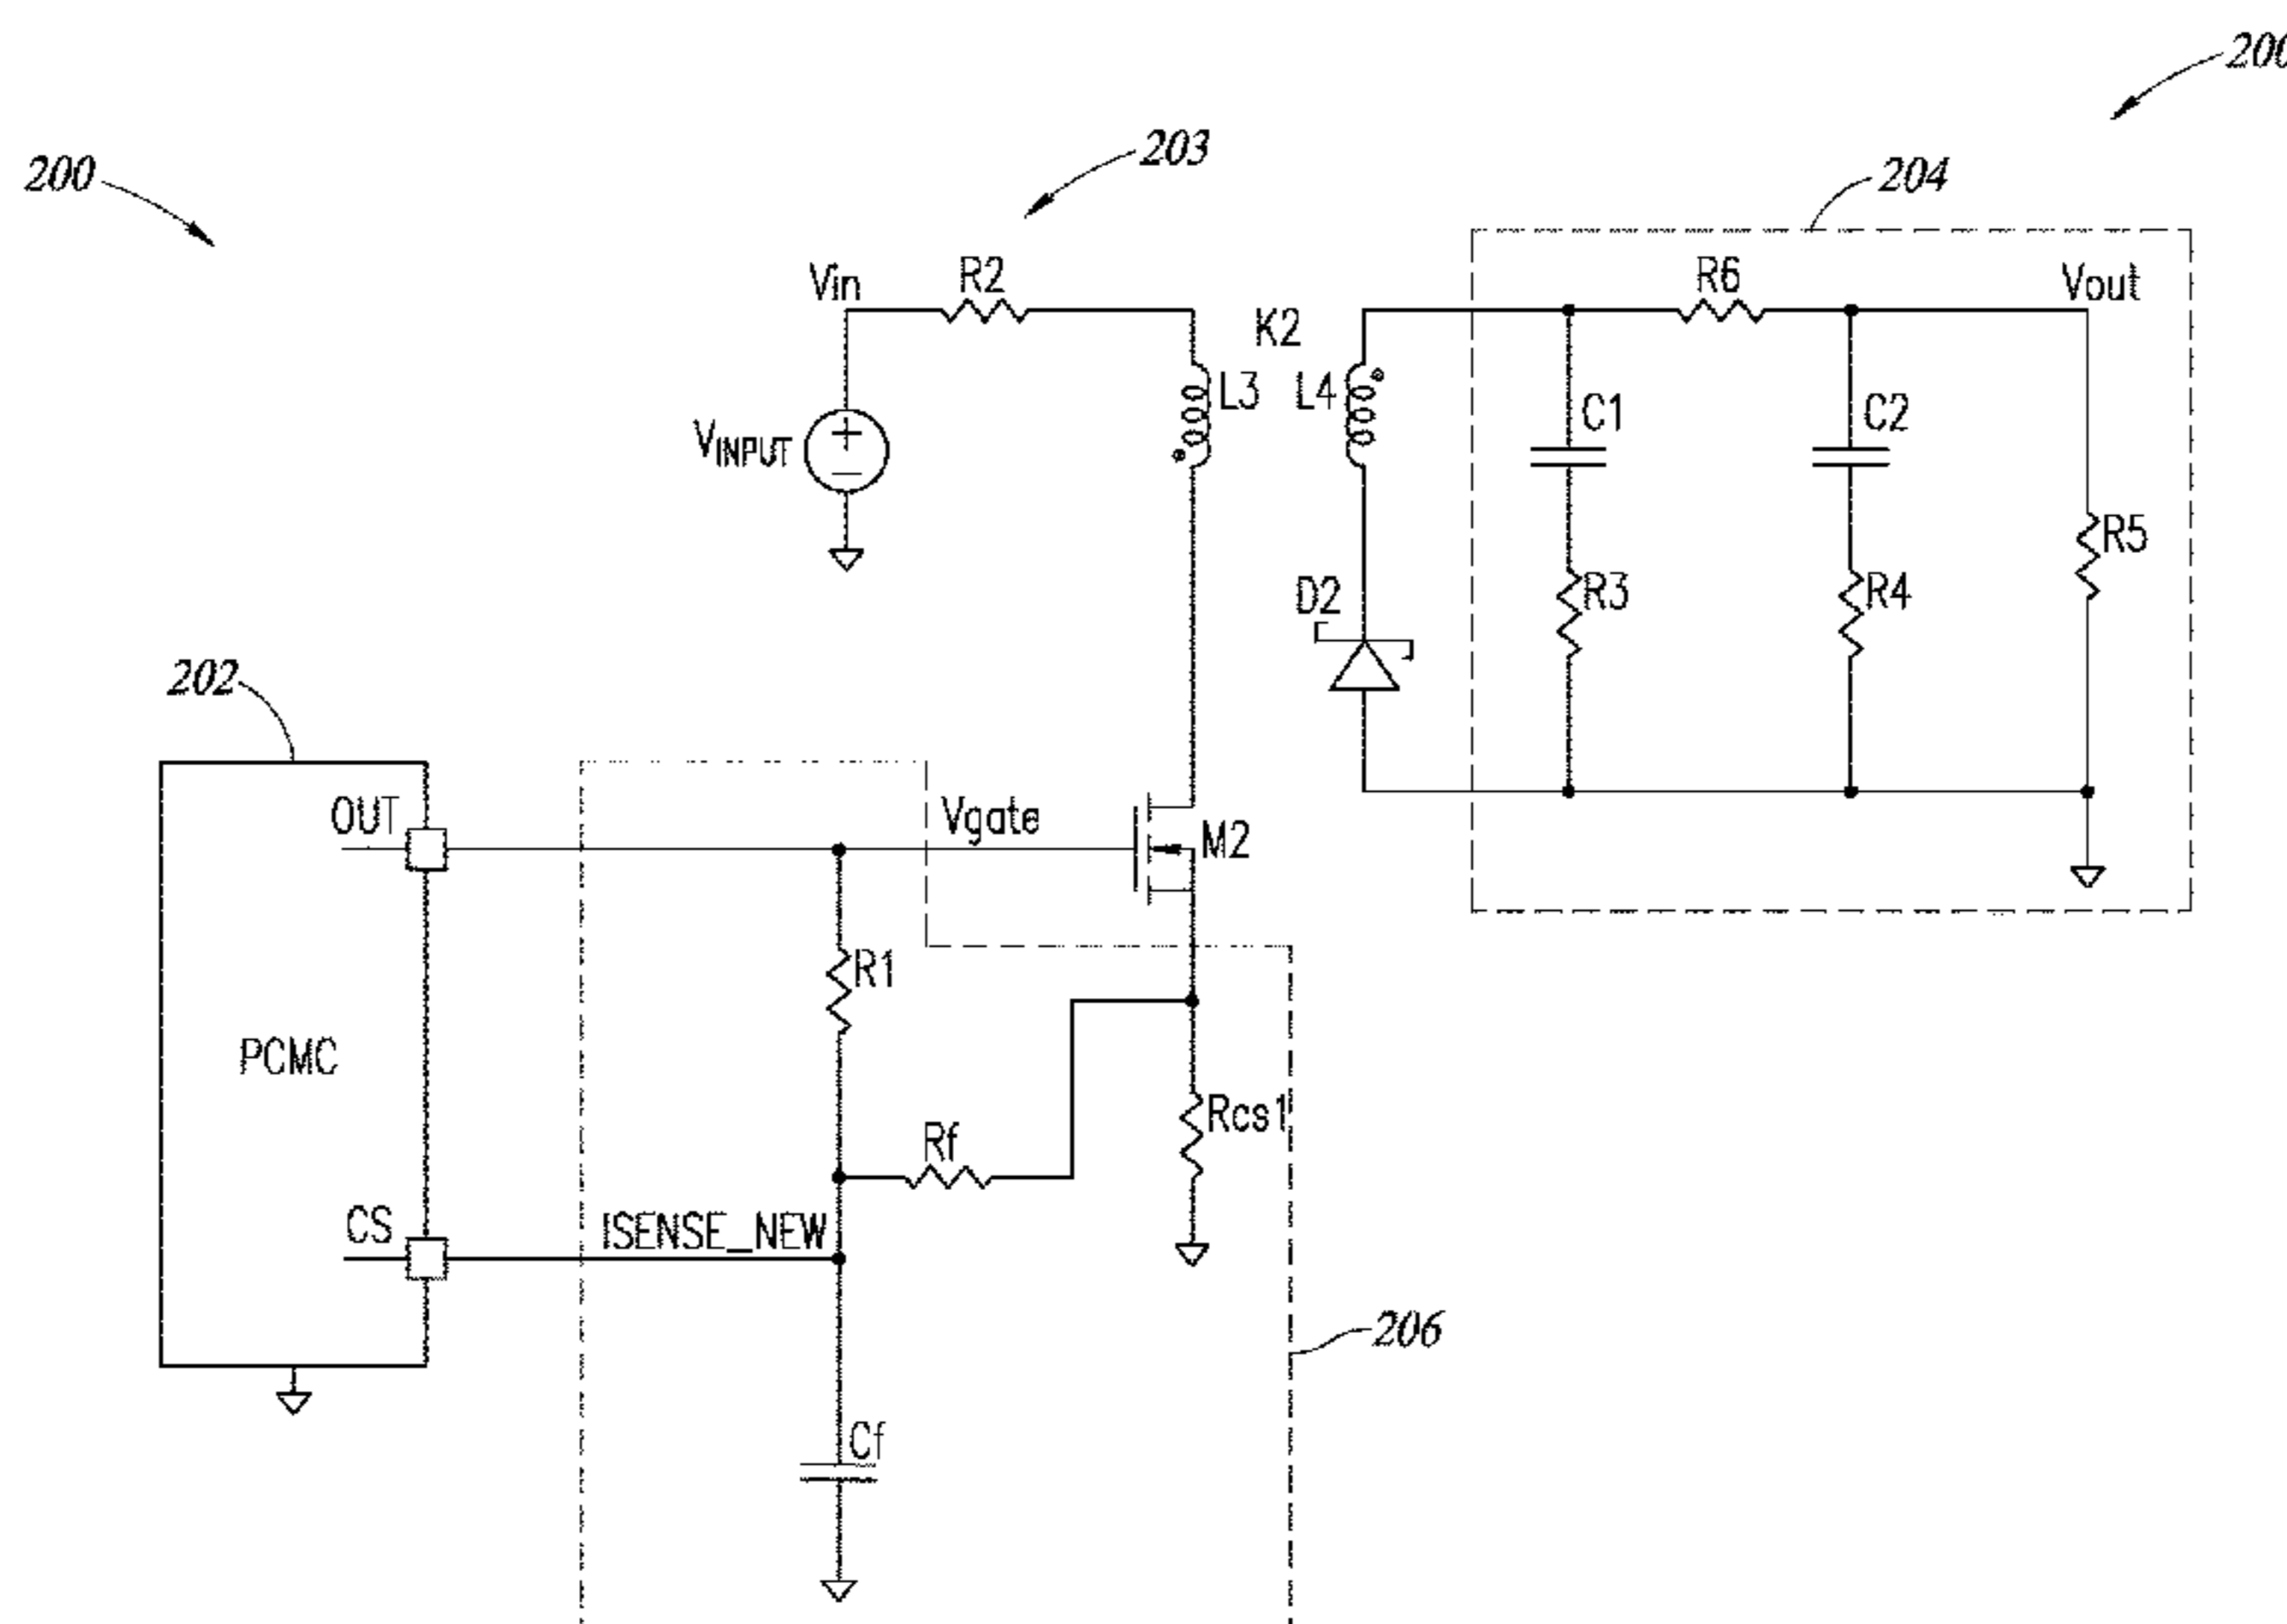 200
203
200
204
Vin
R2
K2
R6
Vout
L3
L4
C1
C2
VINPUT
R5
D2
R3
R4
202
OUT
Vgate
M2
R1
PCMC
Rcs1
Rf
CS
ISENSE_NEW
206
Cf